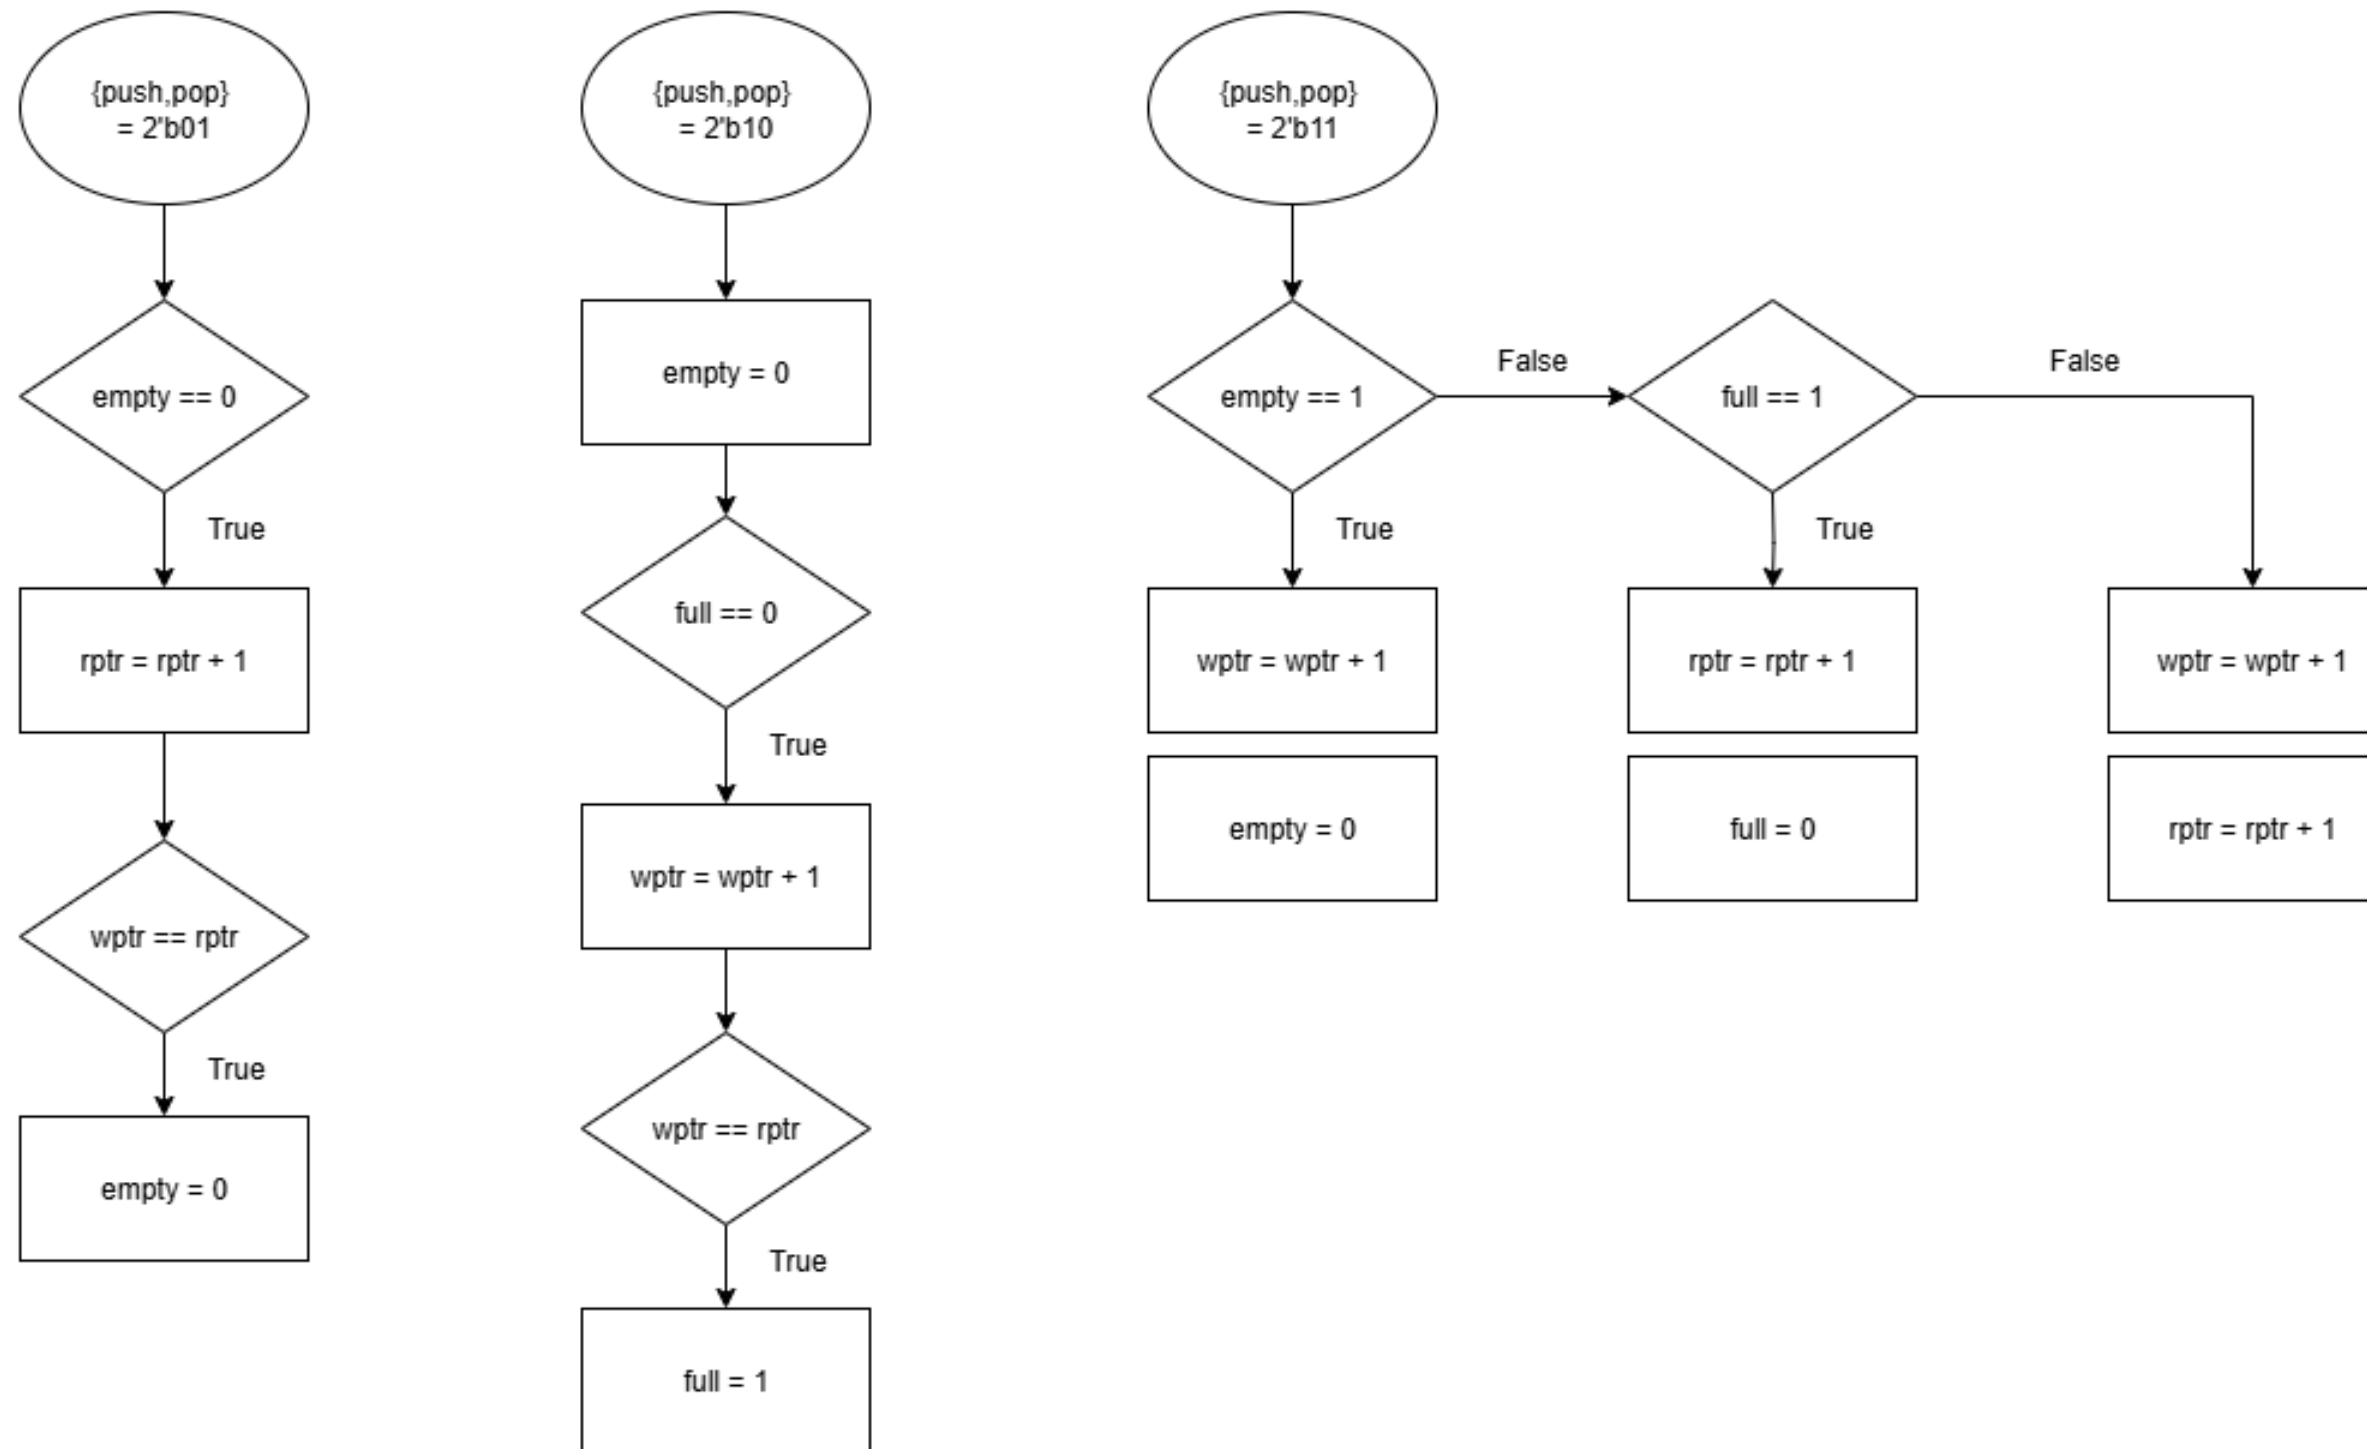 {push,pop}
= 2'b01
empty == 0
True
rptr = rptr + 1
wptr == rptr
True
empty = 0
{push,pop}
= 2'b10
empty = 0
full == 0
True
wptr = wptr + 1
wptr == rptr
True
full = 1
{push,pop}
= 2'b11
empty == 1
False
full == 1
False
True
True
wptr = wptr + 1
rptr = rptr + 1
wptr = wptr + 1
empty = 0
full = 0
rptr = rptr + 1